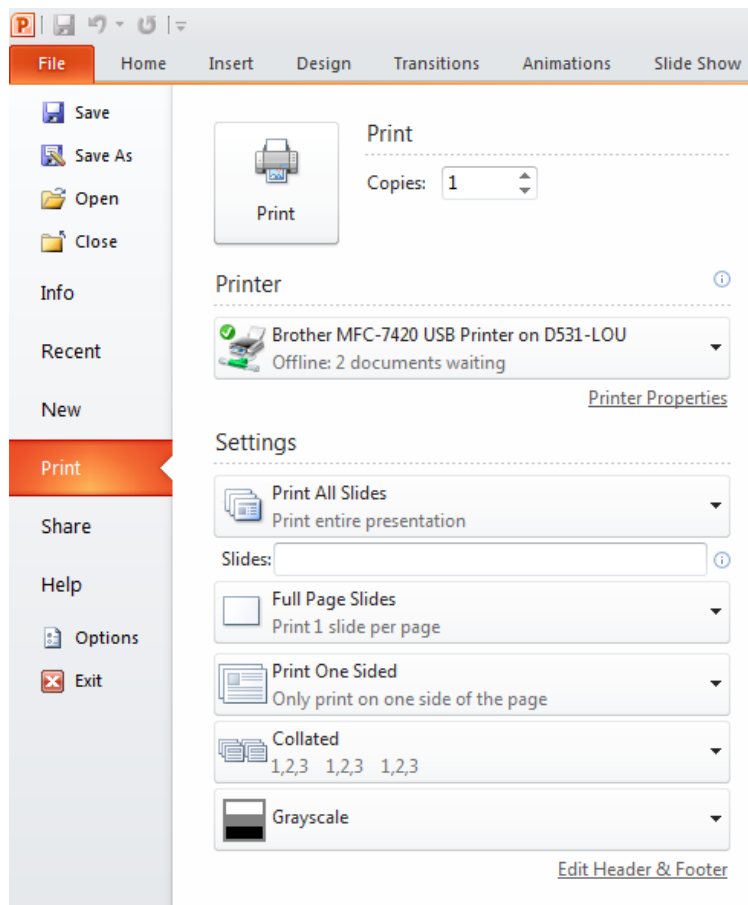 P
File Home Insert Design Transitions Animations Slide Show
Save
Save As
Open
Close
Info
Recent
New
Print
Share
Help
Options
Exit
Print
Print
Copies: 1
Printer
Brother MFC-7420 USB Printer on D531-LOU
Offline: 2 documents waiting
Printer Properties
Settings
Print All Slides
Print entire presentation
Slides:
Full Page Slides
Print 1 slide per page
Print One Sided
Only print on one side of the page
Collated
1,2,3 1,2,3 1,2,3
Grayscale
Edit Header & Footer